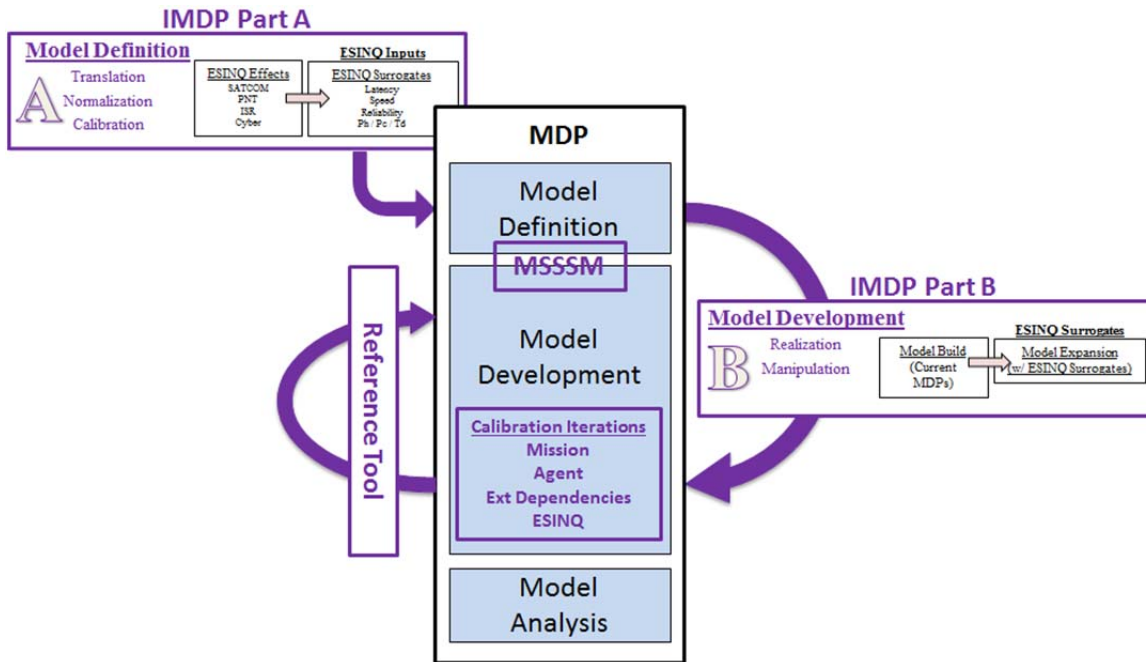 IMDP Part A
Model Definition
A
Translation
Normalization
Calibration
ESINQ Effects
SATCOM
PNT
ISR
Cyber
ESINQ Inputs
ESINQ Surrogates
Latency
Speed
Reliability
Ph / Pc / Td
MDP
Model
Definition
MSSSM
Model
Development
Calibration Iterations
Mission
Agent
Ext Dependencies
ESINQ
Model
Analysis
Reference Tool
IMDP Part B
Model Development
B
Realization
Manipulation
Model Build
(Current
MDPs)
ESINQ Surrogates
Model Expansion
(w/ ESINQ Surrogates)